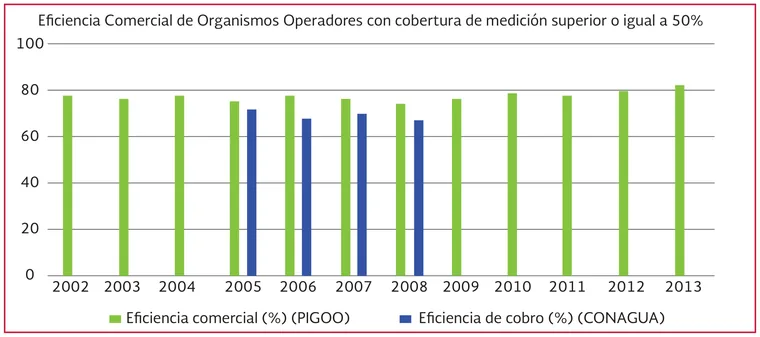 Eficiencia Comercial de Organismos Operadores con cobertura de medición superior o igual a 50%
100
80
60
40
20
0
2002 2003 2004 2005 2006 2007 2008 2009 2010 2011 2012 2013
Eficiencia comercial (%) (PIGOO) Eficiencia de cobro (%) (CONAGUA)